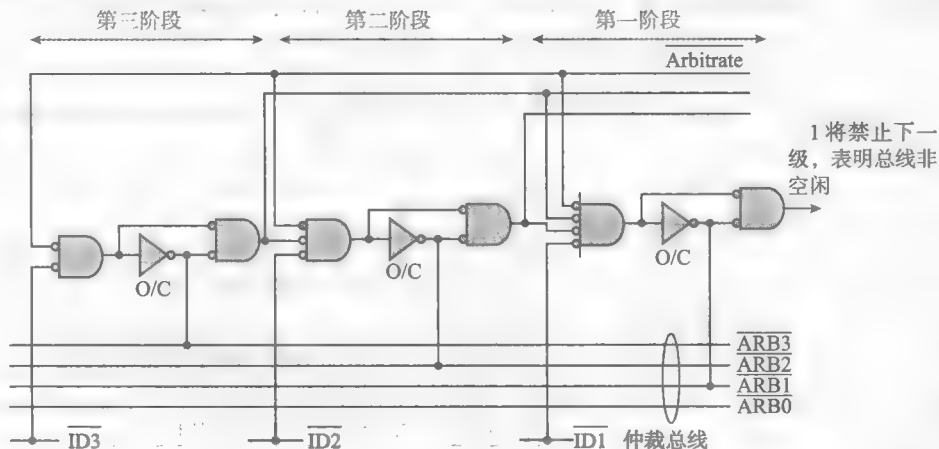 第三阶段
第二阶段
第一阶段
Arbitrate
1将禁止下一
级，表明总线非
空闲
O/C
O/C
O/C
ARB3
ARB2
ARB1
ARB0
ID3
ID2
ID1
仲裁总线